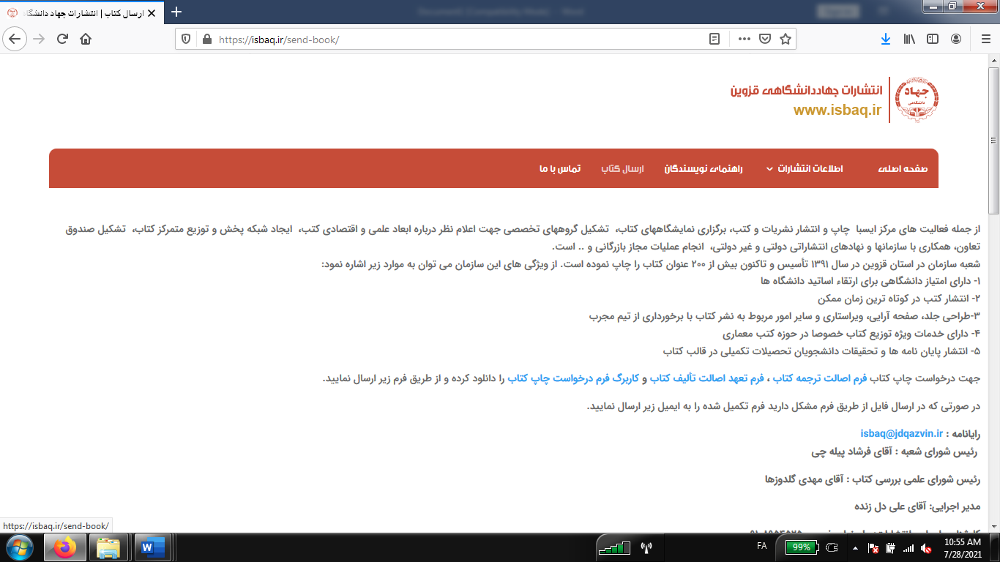 ارسال کتاب | انتشارات جهاد دانشگاه
https://isbaq.ir/send-book/
جهاد
دانشگاهی
انتشارات جهاددانشگاهی قزوین
www.isbaq.ir
صفحه اصلی
اطلاعات انتشارات
راهنمای نویسندگان
ارسال کتاب
تماس با ما
از جمله فعالیت های مرکز ایسبا چاپ و انتشار نشریات و کتب، برگزاری نمایشگاههای کتاب، تشکیل گروههای تخصصی جهت اعلام نظر درباره ابعاد علمی و اقتصادی کتب، ایجاد شبکه پخش و توزیع متمرکز کتاب، تشکیل صندوق
تعاون، همکاری با سازمانها و نهادهای انتشاراتی دولتی و غیر دولتی، انجام عملیات مجاز بازرگانی و .. است.
شعبه سازمان در استان قزوین در سال ۱۳۹۱ تأسیس و تاکنون بیش از ۲۰۰ عنوان کتاب را چاپ نموده است. از ویژگی های این سازمان می توان به موارد زیر اشاره نمود:
۱- دارای امتیاز دانشگاهی برای ارتقاء اساتید دانشگاه ها
۲- انتشار کتب در کوتاه ترین زمان ممکن
۳-طراحی جلد، صفحه آرایی، ویراستاری و سایر امور مربوط به نشر کتاب با برخورداری از تیم مجرب
۴- دارای خدمات ویژه توزیع کتاب خصوصا در حوزه کتب معماری
۵- انتشار پایان نامه ها و تحقیقات دانشجویان تحصیلات تکمیلی در قالب کتاب
جهت درخواست چاپ کتاب فرم اصالت ترجمه کتاب ، فرم تعهد اصالت تألیف کتاب و کاربرگ فرم درخواست چاپ کتاب را دانلود کرده و از طریق فرم زیر ارسال نمایید.
در صورتی که در ارسال فایل از طریق فرم مشکل دارید فرم تکمیل شده را به ایمیل زیر ارسال نمایید.
رایانامه : isbaq@jdqazvin.ir
رئیس شورای شعبه : آقای فرشاد پیله چی
رئیس شورای علمی بررسی کتاب : آقای مهدی گلدوزها
مدیر اجرایی: آقای علی دل زنده
https://isbaq.ir/send-book/
FA
99%
10:55 AM
7/28/2021